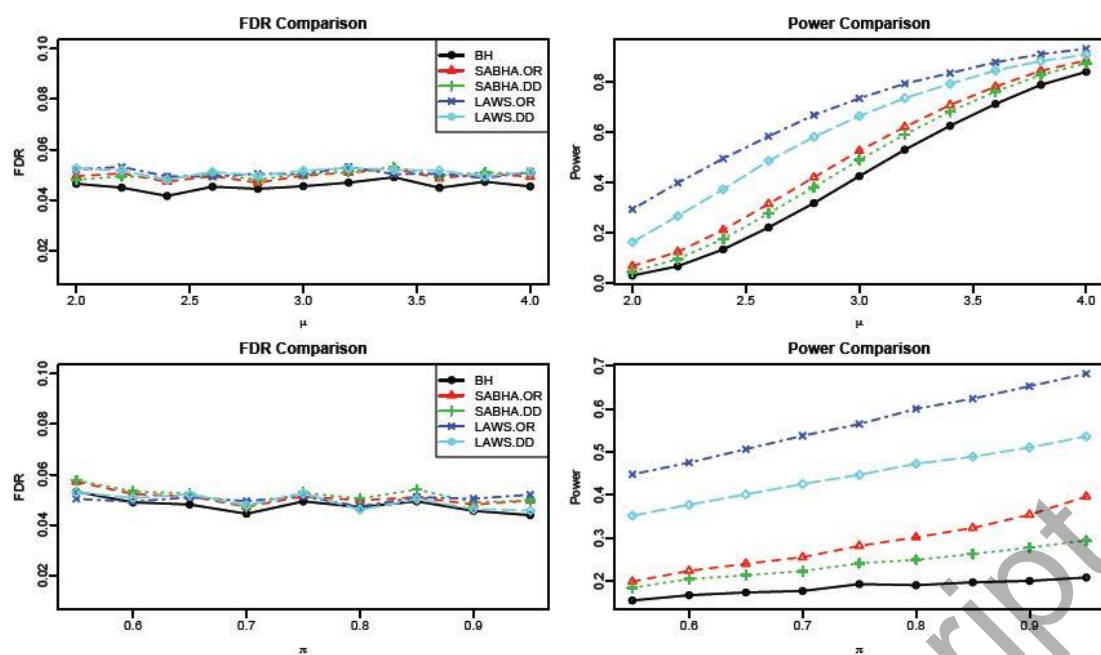 FDR Comparison
FDR
0.02 0.04 0.06 0.08 0.10
BH
SABHA.OR
SABHA.DD
LAWS.OR
LAWS.DD
2.0 2.5 3.0 3.5 4.0
μ
Power Comparison
Power
0.0 0.2 0.4 0.6 0.8
2.0 2.5 3.0 3.5 4.0
μ
FDR Comparison
FDR
0.02 0.04 0.06 0.08 0.10
BH
SABHA.OR
SABHA.DD
LAWS.OR
LAWS.DD
0.6 0.7 0.8 0.9
π
Power Comparison
Power
0.2 0.3 0.4 0.5 0.6 0.7
0.6 0.7 0.8 0.9
π
ript